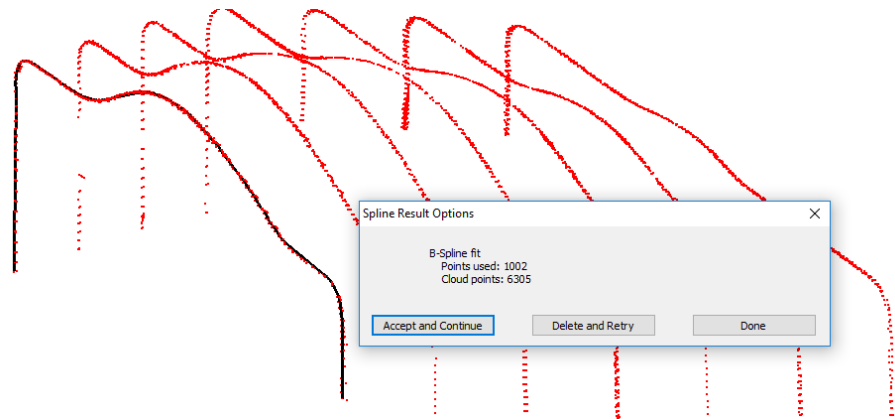 Spline Result Options
B-Spline fit
Points used: 1002
Cloud points: 6305
Accept and Continue
Delete and Retry
Done